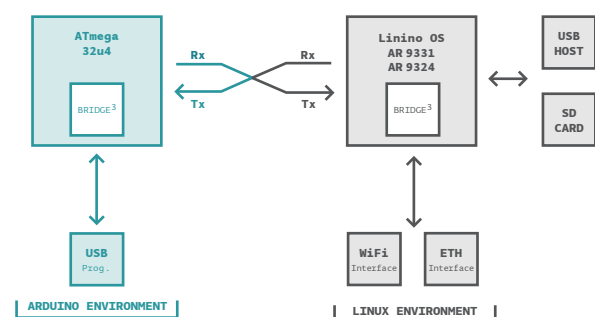 ATmega
32u4
BRIDGE³
Rx
Tx
Rx
Tx
Linino OS
AR 9331
AR 9324
BRIDGE³
USB
HOST
SD
CARD
USB
Prog.
WiFi
Interface
ETH
Interface
ARDUINO ENVIRONMENT
LINUX ENVIRONMENT